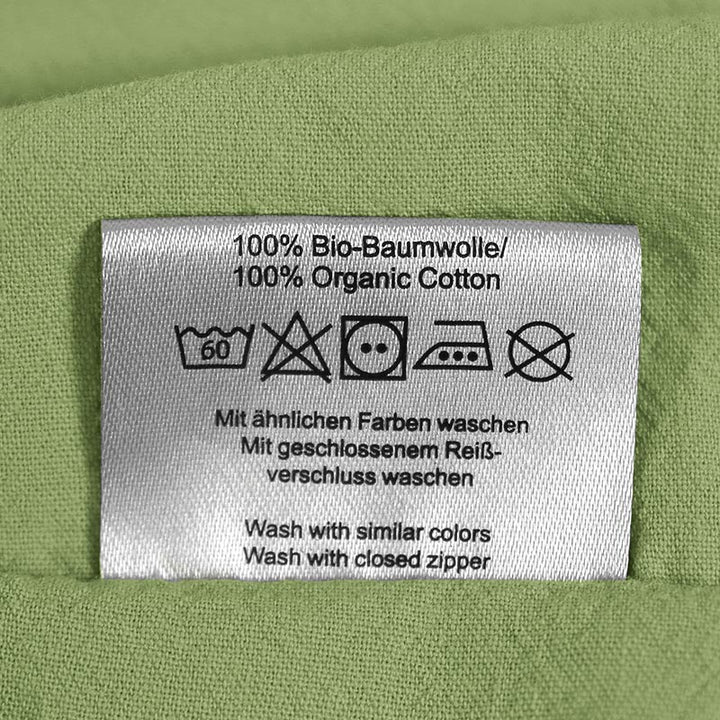 100% Bio-Baumwolle/
100% Organic Cotton
60
Mit ähnlichen Farben waschen
Mit geschlossenem Reiß-
verschluss waschen
Wash with similar colors
Wash with closed zipper